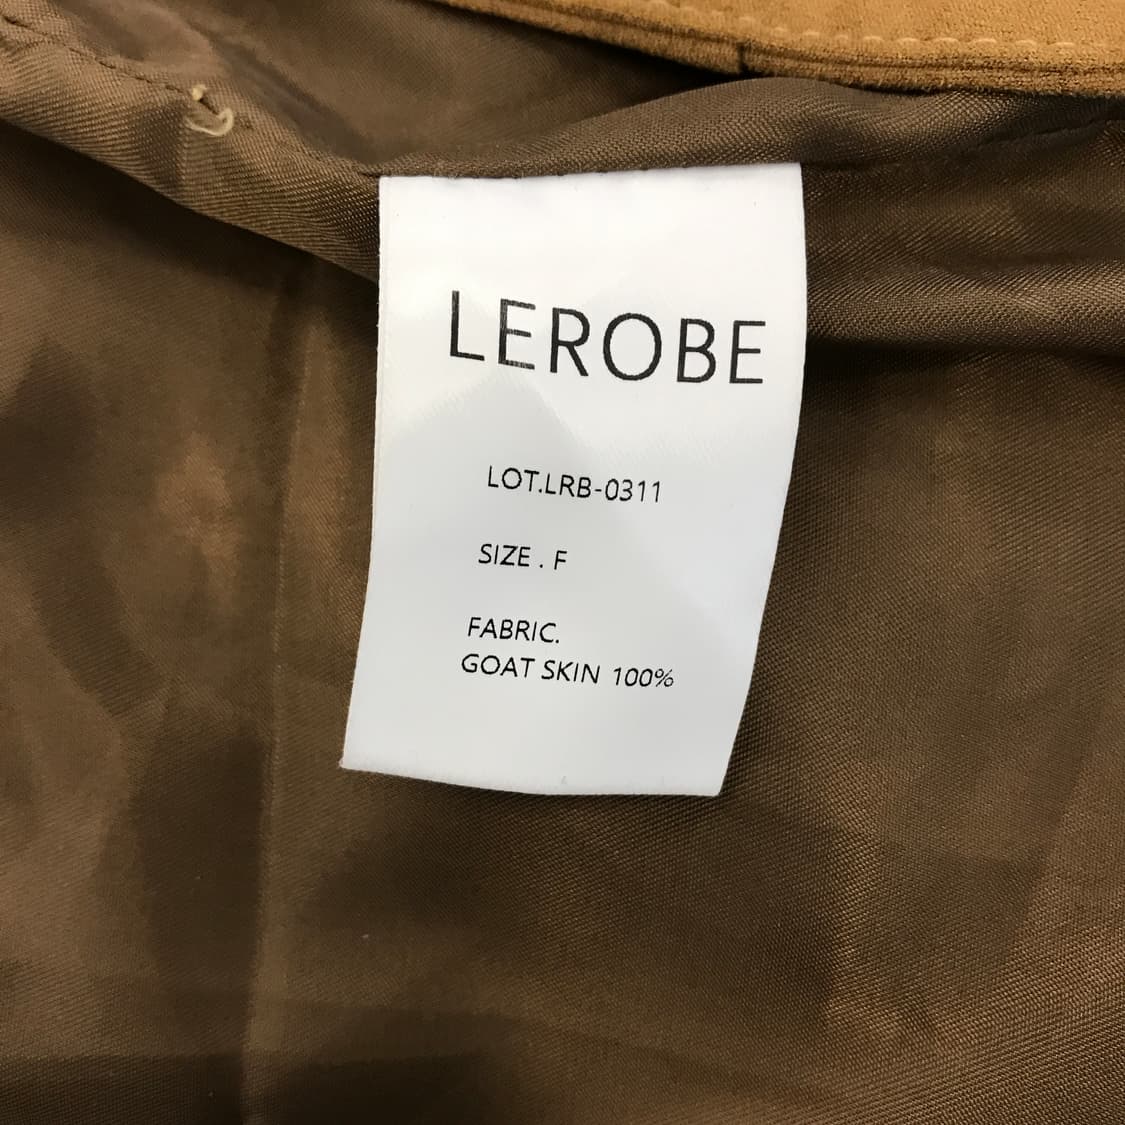 LEROBE
LOT.LRB-0311
SIZE . F
FABRIC.
GOAT SKIN 100%